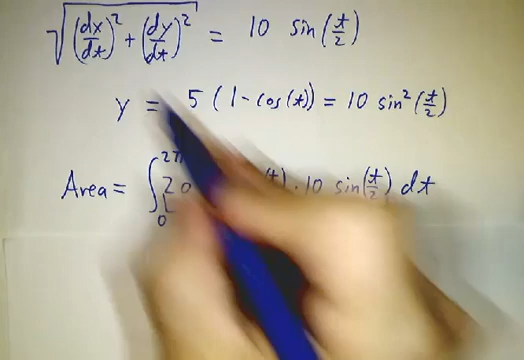 √((dx/dt)² + (dy/dt)²) = 10 sin(t/2)
y = 5(1-cos(t)) = 10 sin²(t/2)
Area = ∫ 0 2π [20 · 10 sin(t/2) dt